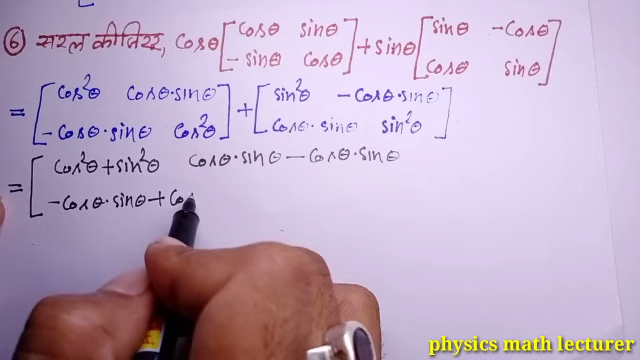 ⑥ सरल कीजिए, cosθ [cosθ sinθ -sinθ cosθ] + sinθ [sinθ -cosθ cosθ sinθ]
= [cos²θ cosθ·sinθ -cosθ·sinθ cos²θ] + [sin²θ -cosθ·sinθ cosθ·sinθ sin²θ]
= [cos²θ+sin²θ cosθ·sinθ-cosθ·sinθ
-cosθ·sinθ+cos
physics math lecturer